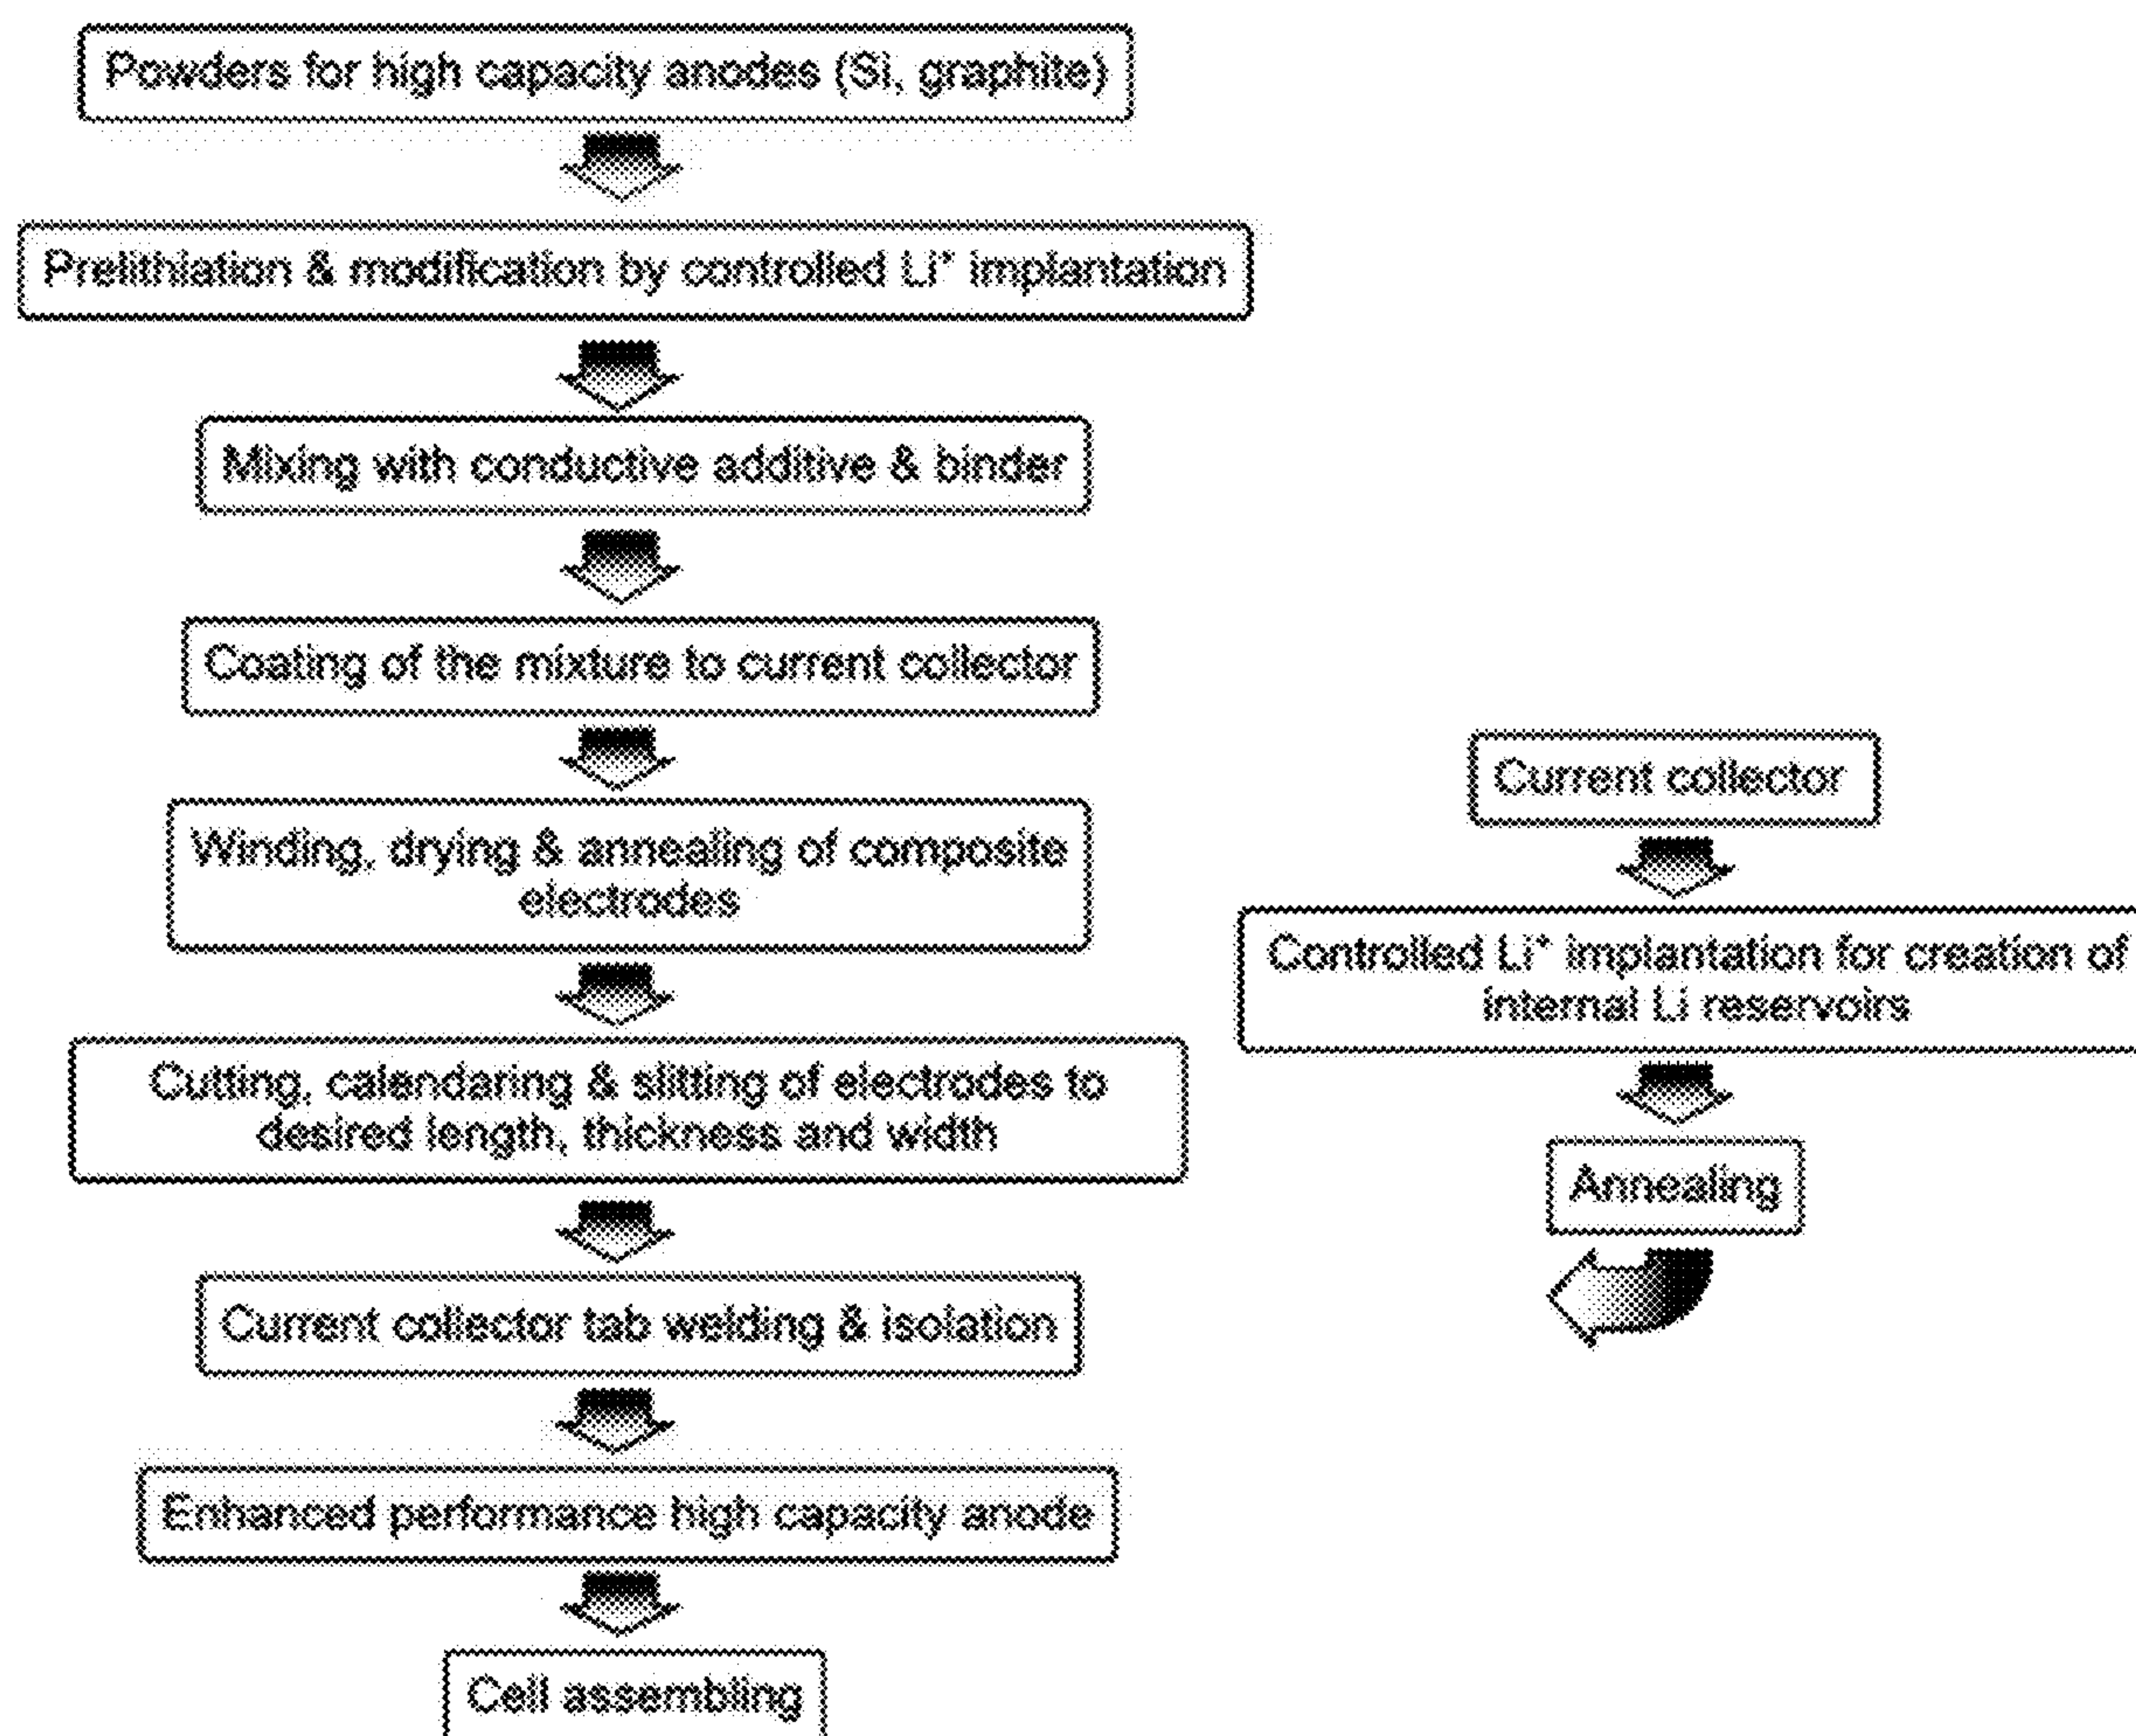 Powders for high capacity anodes (Si, graphite)
Prelithiation & modification by controlled Li⁺ implantation
Mixing with conductive additive & binder
Coating of the mixture to current collector
Winding, drying & annealing of composite
electrodes
Cutting, calendaring & slitting of electrodes to
desired length, thickness and width
Current collector tab welding & isolation
Enhanced performance high capacity anode
Cell assembling
Current collector
Controlled Li⁺ implantation for creation of
internal Li reservoirs
Annealing